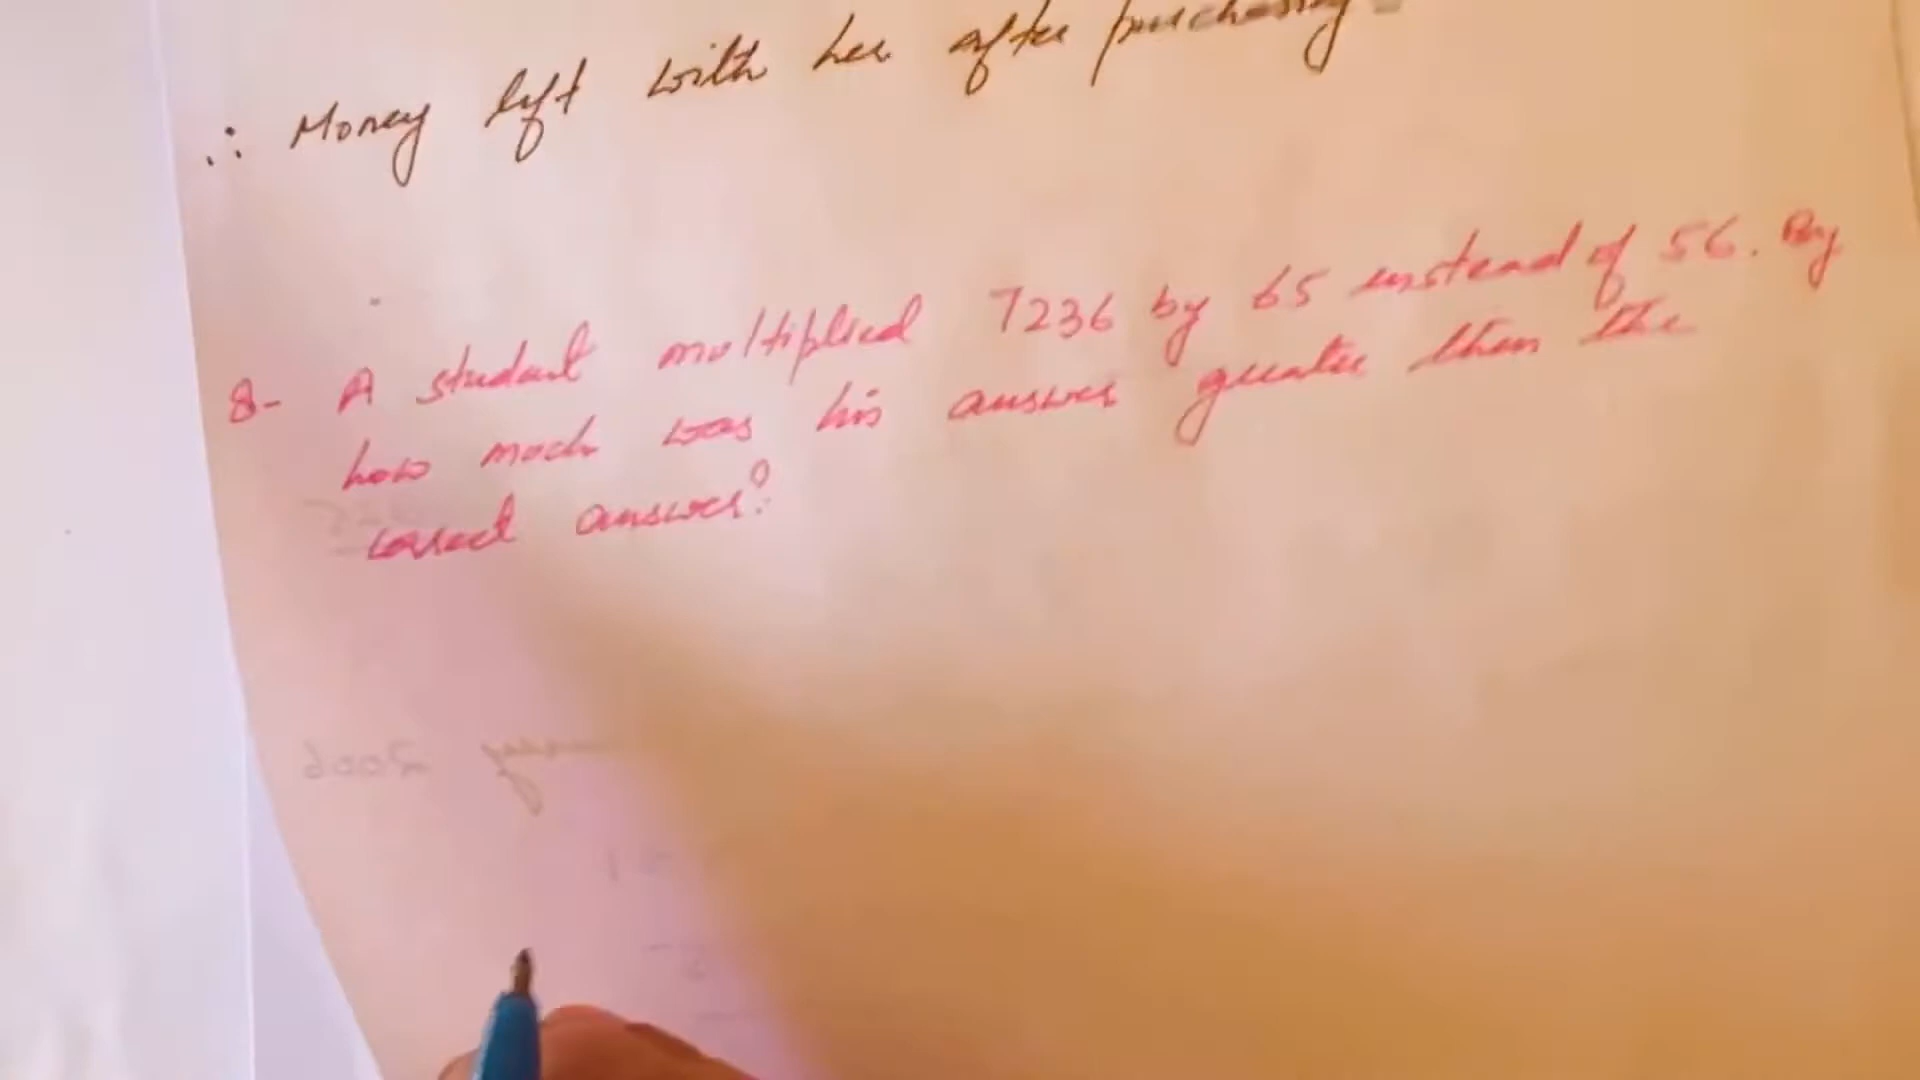 ∴ Money left with her after purchasing
8- A student multiplied 7236 by 65 instead of 56. By
how much was his answer greater then the
correct answer?